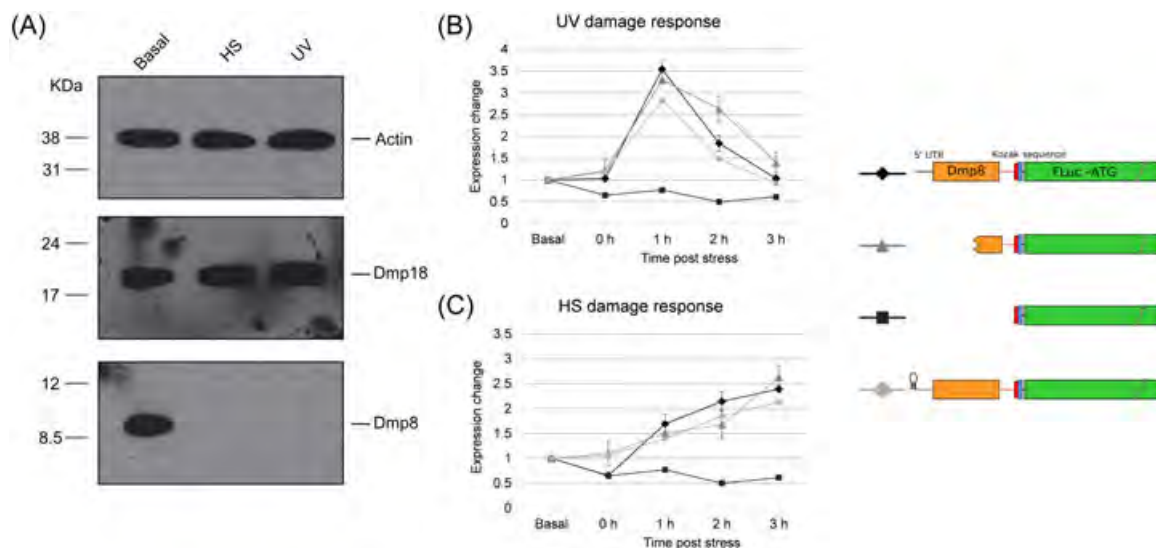 (A)
Basal HS UV
KDa
38
31
Actin
24
17
Dmp18
12
8.5
Dmp8
(B) UV damage response
Expression change
4
3.5
3
2.5
2
1.5
1
0.5
0
Basal 0 h 1 h 2 h 3 h
Time post stress
(C) HS damage response
Expression change
3.5
3
2.5
2
1.5
1
0.5
0
Basal 0 h 1 h 2 h 3 h
Time post stress
5' UTR Kozak sequence
Dmp8 FLuc -ATG